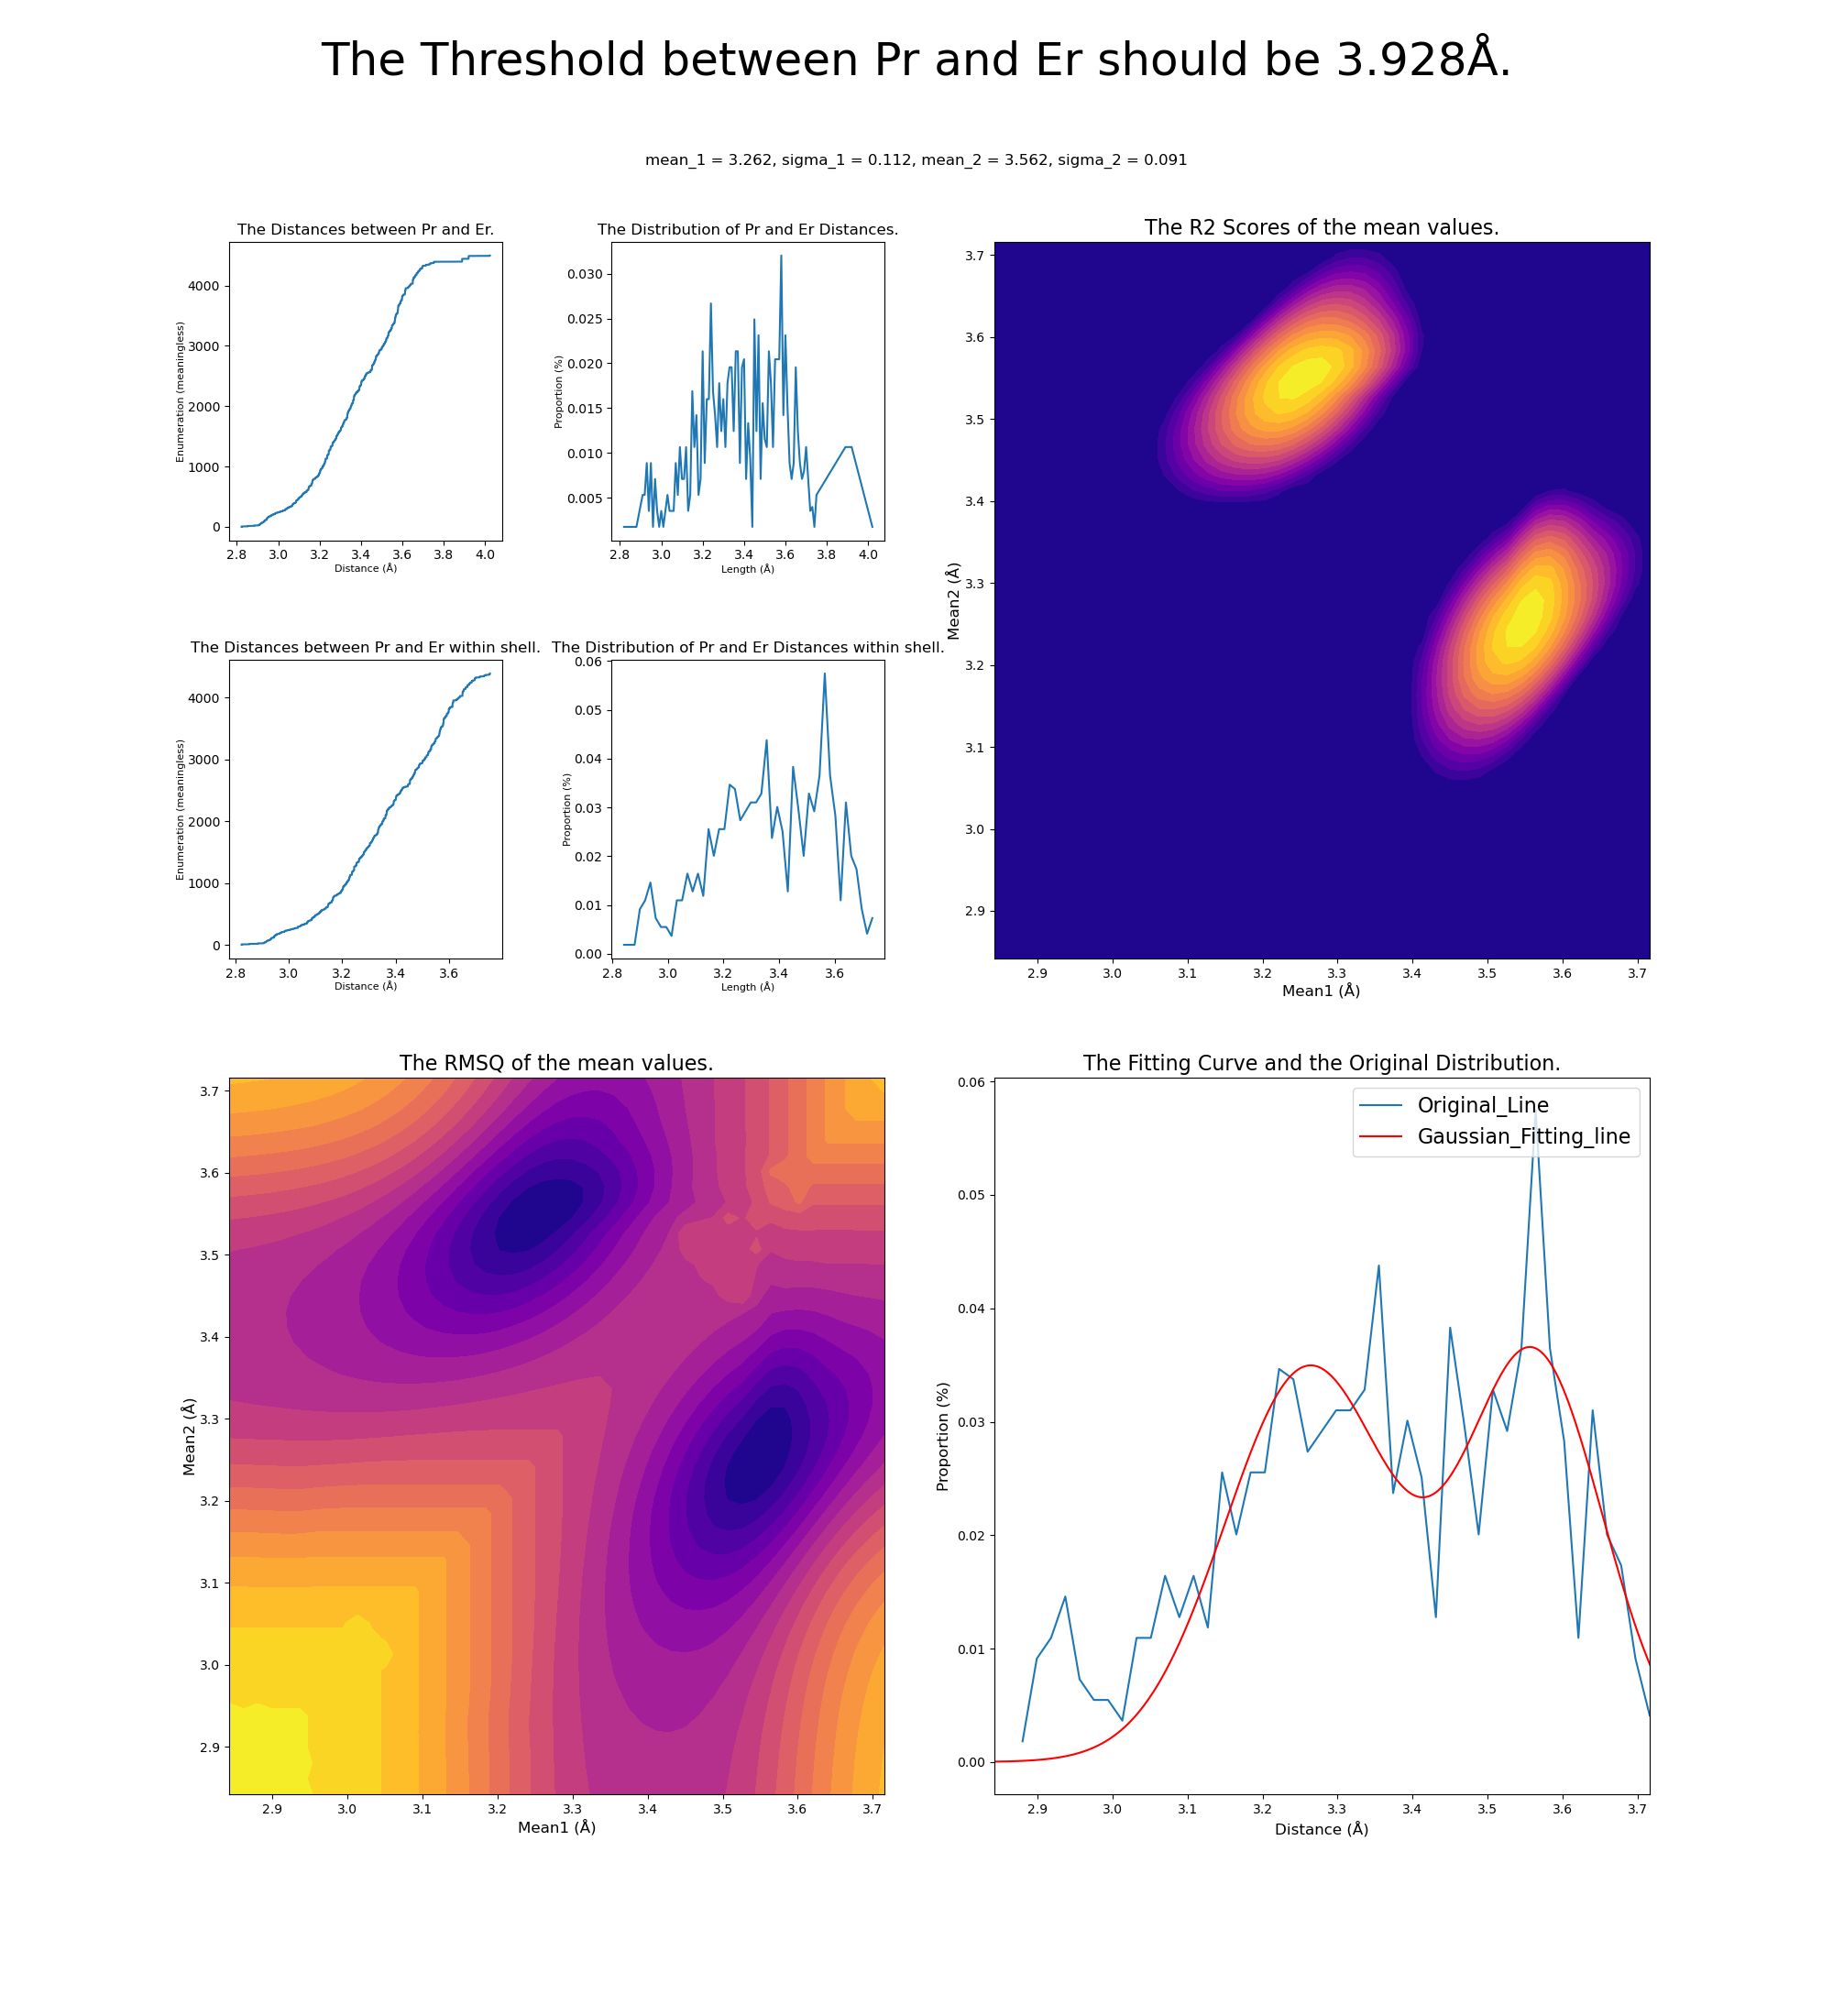 The Threshold between Pr and Er should be 3.928Å.
mean_1 = 3.262, sigma_1 = 0.112, mean_2 = 3.562, sigma_2 = 0.091
The Distances between Pr and Er.
Enumeration (meaningless)
4000
3000
2000
1000
0
2.8 3.0 3.2 3.4 3.6 3.8 4.0
Distance (Å)
The Distribution of Pr and Er Distances.
Proportion (%)
0.030
0.025
0.020
0.015
0.010
0.005
2.8 3.0 3.2 3.4 3.6 3.8 4.0
Length (Å)
The R2 Scores of the mean values.
Mean2 (Å)
3.7
3.6
3.5
3.4
3.3
3.2
3.1
3.0
2.9
2.9 3.0 3.1 3.2 3.3 3.4 3.5 3.6 3.7
Mean1 (Å)
The Distances between Pr and Er within shell.
Enumeration (meaningless)
4000
3000
2000
1000
0
2.8 3.0 3.2 3.4 3.6
Distance (Å)
The Distribution of Pr and Er Distances within shell.
Proportion (%)
0.06
0.05
0.04
0.03
0.02
0.01
0.00
2.8 3.0 3.2 3.4 3.6
Length (Å)
The RMSQ of the mean values.
Mean2 (Å)
3.7
3.6
3.5
3.4
3.3
3.2
3.1
3.0
2.9
2.9 3.0 3.1 3.2 3.3 3.4 3.5 3.6 3.7
Mean1 (Å)
The Fitting Curve and the Original Distribution.
Original_Line
Gaussian_Fitting_line
Proportion (%)
0.06
0.05
0.04
0.03
0.02
0.01
0.00
2.9 3.0 3.1 3.2 3.3 3.4 3.5 3.6 3.7
Distance (Å)